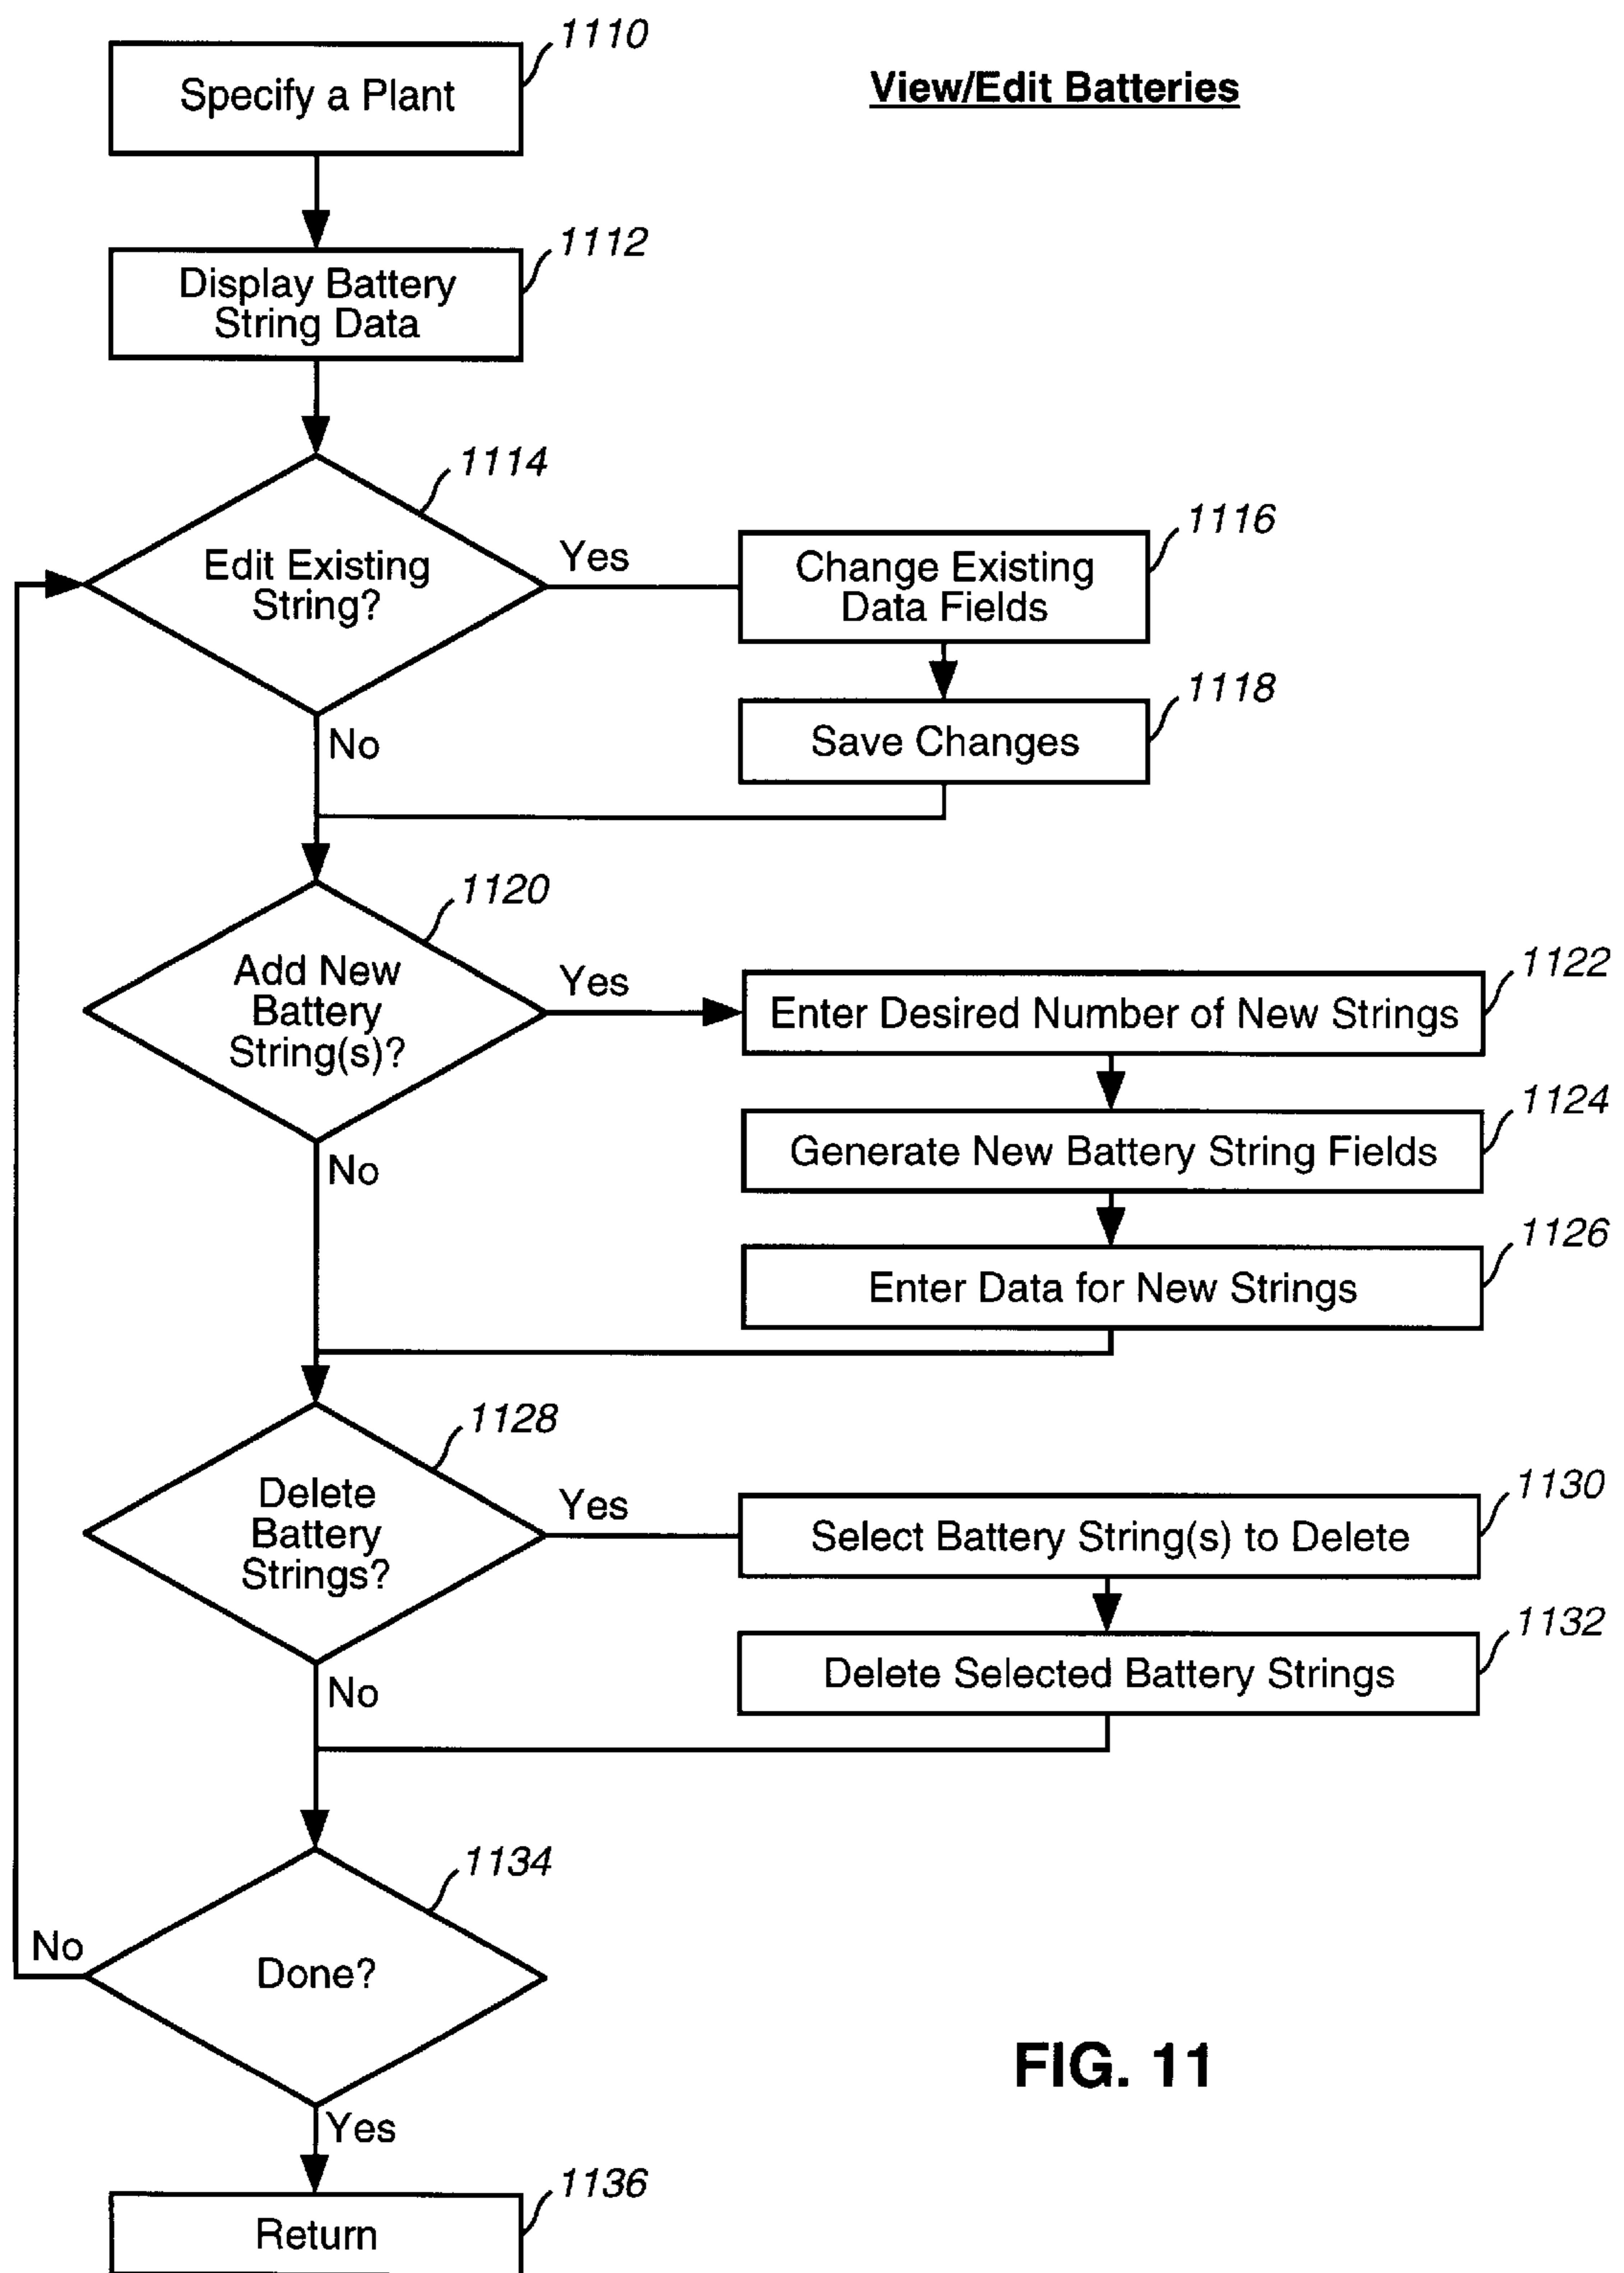 1110
Specify a Plant
View/Edit Batteries
1112
Display Battery
String Data
1114
Edit Existing
String?
Yes
1116
Change Existing
Data Fields
1118
Save Changes
No
1120
Add New
Battery
String(s)?
Yes
1122
Enter Desired Number of New Strings
1124
Generate New Battery String Fields
No
1126
Enter Data for New Strings
1128
Delete
Battery
Strings?
Yes
1130
Select Battery String(s) to Delete
1132
Delete Selected Battery Strings
No
1134
No
Done?
FIG. 11
Yes
1136
Return